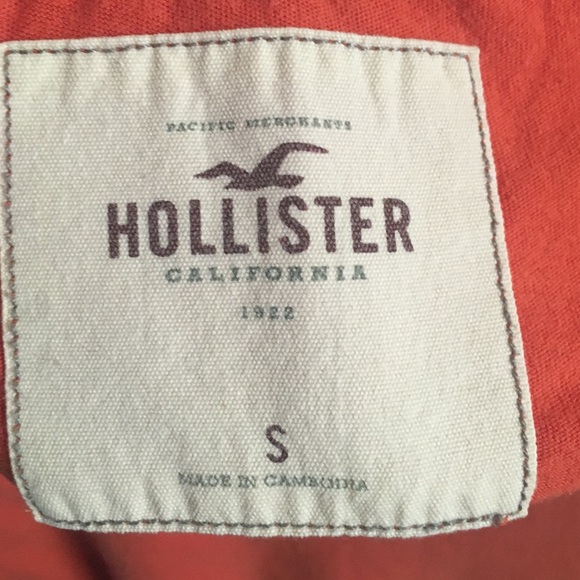 PACIFIC MERCHANTS
HOLLISTER
CALIFORNIA
1922
S
MADE IN CAMBODIA